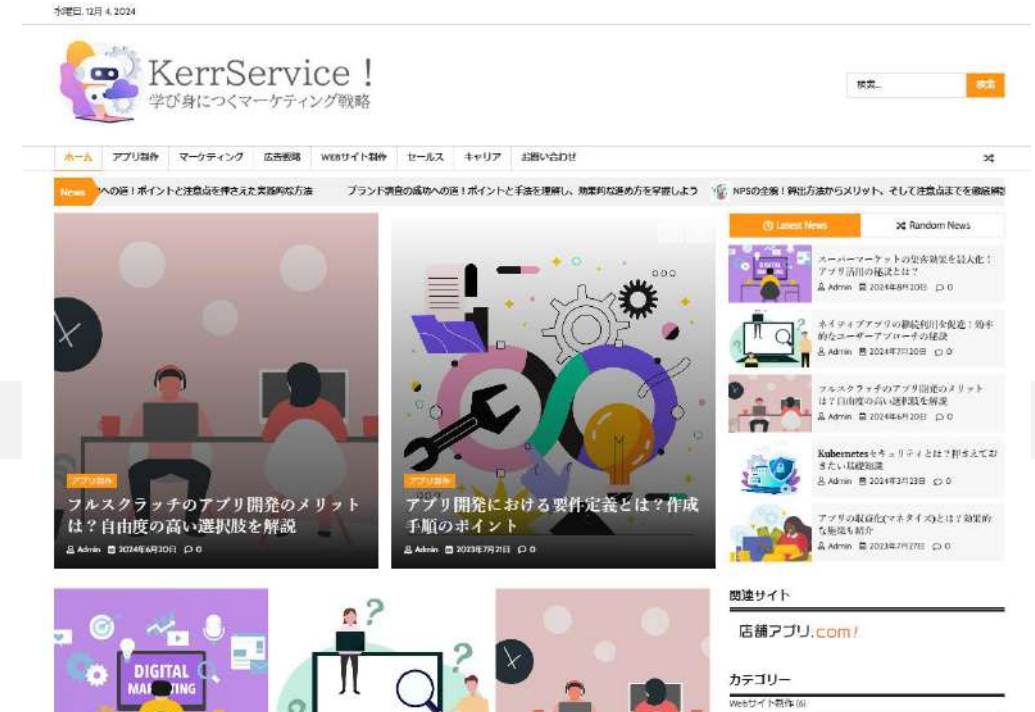 水曜日. 12月 4, 2024
KerrService！
学び身につくマーケティング戦略
検索...
検索
ホーム
アプリ制作
マーケティング
広告戦略
WEBサイト制作
セールス
キャリア
お問い合わせ
News
への道！ポイントと注意点を押さえた実践的な方法
ブランド調査の成功への道！ポイントと手法を理解し、効果的な進め方を掌握しよう
NPSの全貌！算出方法からメリット、そして注意点までを徹底解説
アプリ制作
フルスクラッチのアプリ開発のメリット
は？自由度の高い選択肢を解説
Admin 2024年6月20日 0
アプリ制作
アプリ開発における要件定義とは？作成
手順のポイント
Admin 2023年7月21日 0
Latest News
Random News
スーパーマーケットの集客効果を最大化！
アプリ活用の秘訣とは？
Admin 2024年8月20日 0
ネイティブアプリの継続利用を促進！効率
的なユーザーアプローチの秘訣
Admin 2024年7月20日 0
フルスクラッチのアプリ開発のメリット
は？自由度の高い選択肢を解説
Admin 2024年6月20日 0
Kubernetesセキュリティとは？押さえてお
きたい基礎知識
Admin 2024年3月23日 0
アプリの収益化(マネタイズ)とは？効果的
な施策も紹介
Admin 2023年7月27日 0
関連サイト
店舗アプリ.com!
カテゴリー
Webサイト制作 (6)
DIGITAL
MARKETING